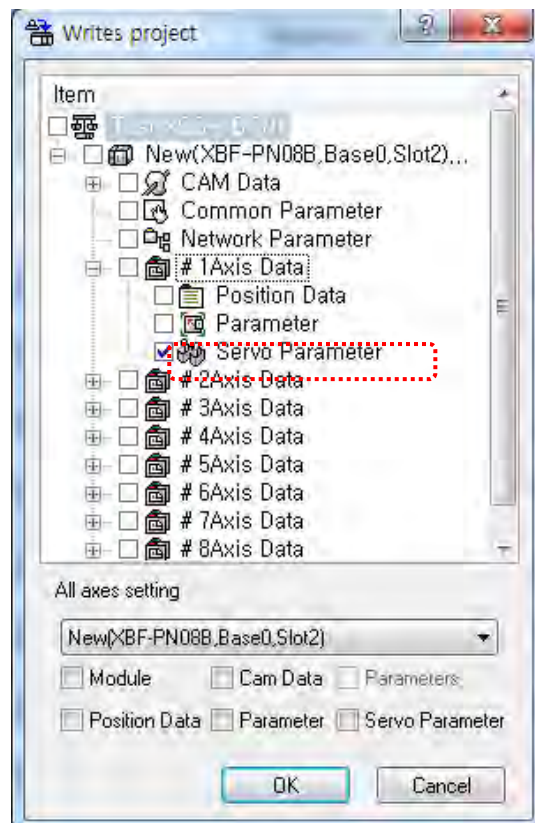 Writes project
Item
New(XBF-PN08B,Base0,Slot2)...
CAM Data
Common Parameter
Network Parameter
# 1Axis Data
Position Data
Parameter
Servo Parameter
# 2Axis Data
# 3Axis Data
# 4Axis Data
# 5Axis Data
# 6Axis Data
# 7Axis Data
# 8Axis Data
All axes setting
New(XBF-PN08B,Base0,Slot2)
Module Cam Data Parameters
Position Data Parameter Servo Parameter
OK Cancel